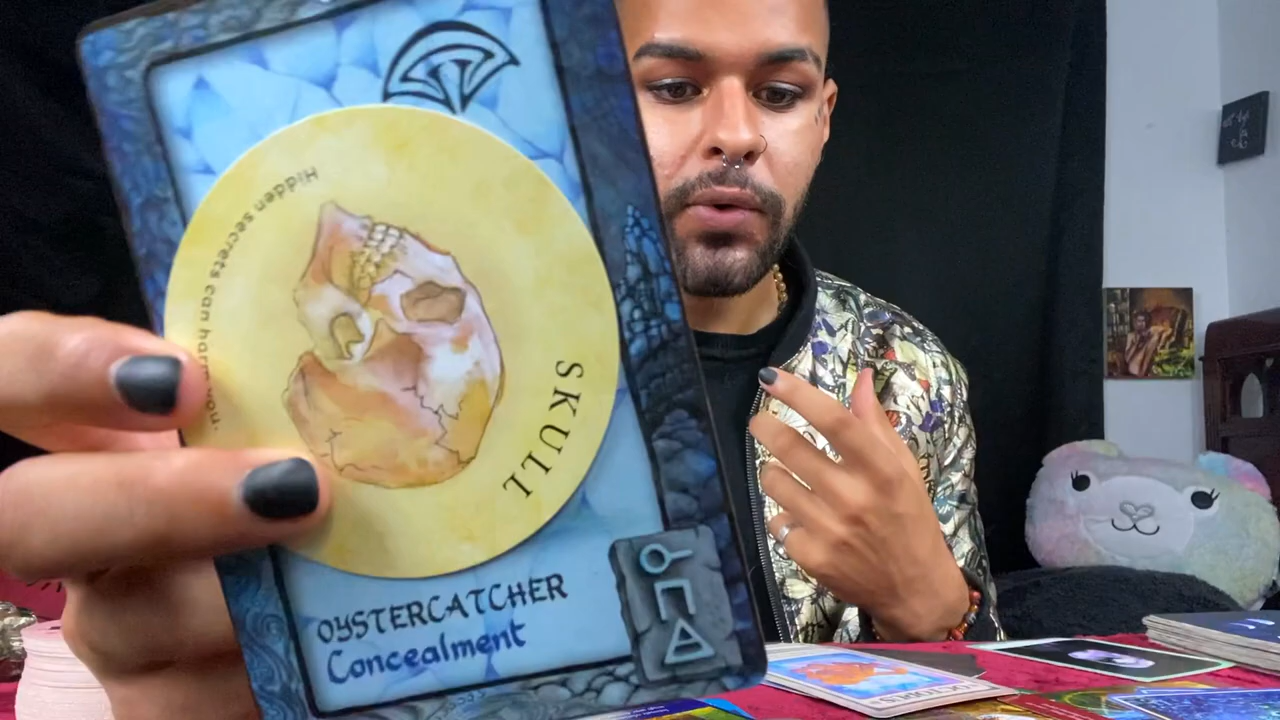 Hidden secrets can harm you.
SKULL
OYSTERCATCHER
Concealment